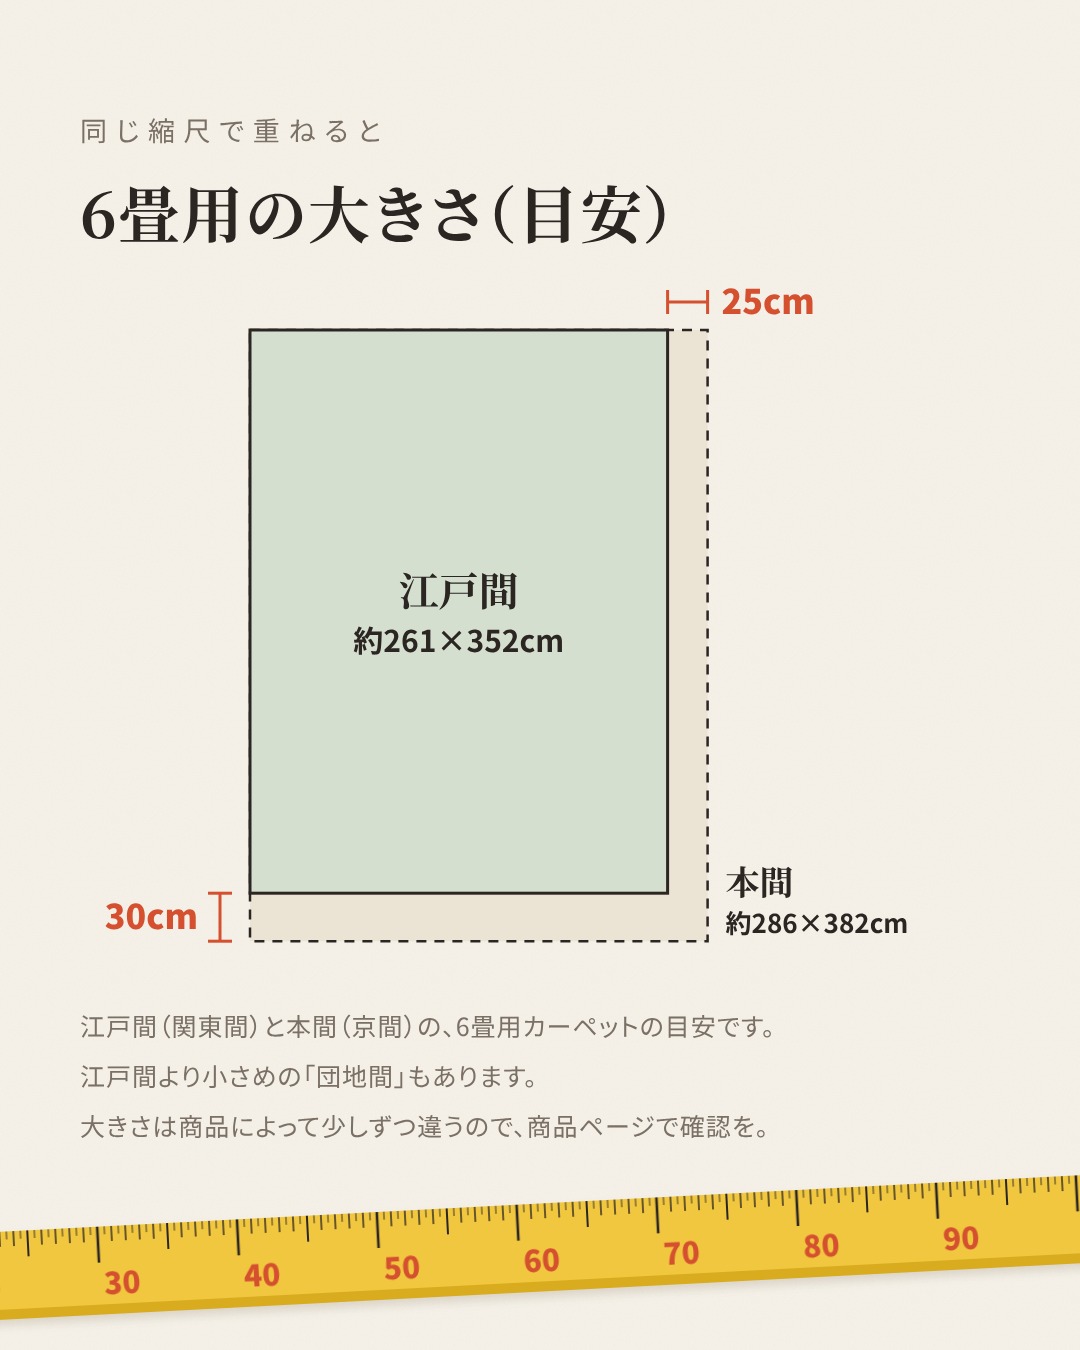 同じ縮尺で重ねると
6畳用の大きさ（目安）
25cm
江戸間
約261×352cm
30cm
本間
約286×382cm
江戸間（関東間）と本間（京間）の、6畳用カーペットの目安です。
江戸間より小さめの「団地間」もあります。
大きさは商品によって少しずつ違うので、商品ページで確認を。
30 40 50 60 70 80 90